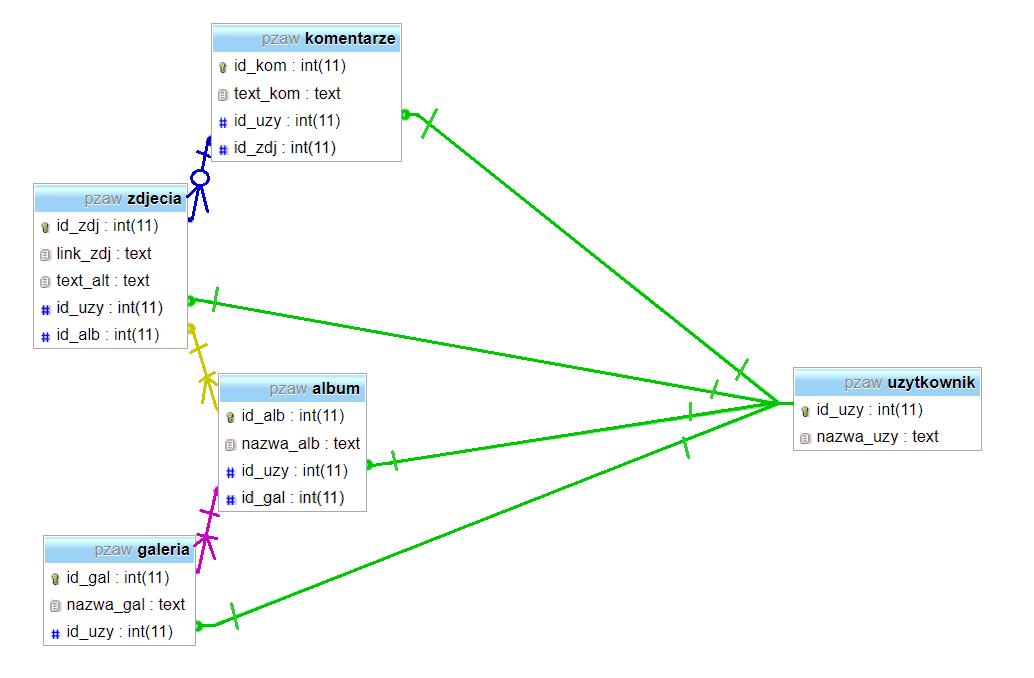 pzaw komentarze
id_kom : int(11)
text_kom : text
# id_uzy : int(11)
# id_zdj : int(11)
pzaw zdjecia
id_zdj : int(11)
link_zdj : text
text_alt : text
# id_uzy : int(11)
# id_alb : int(11)
pzaw album
id_alb : int(11)
nazwa_alb : text
# id_uzy : int(11)
# id_gal : int(11)
pzaw galeria
id_gal : int(11)
nazwa_gal : text
# id_uzy : int(11)
pzaw uzytkownik
id_uzy : int(11)
nazwa_uzy : text